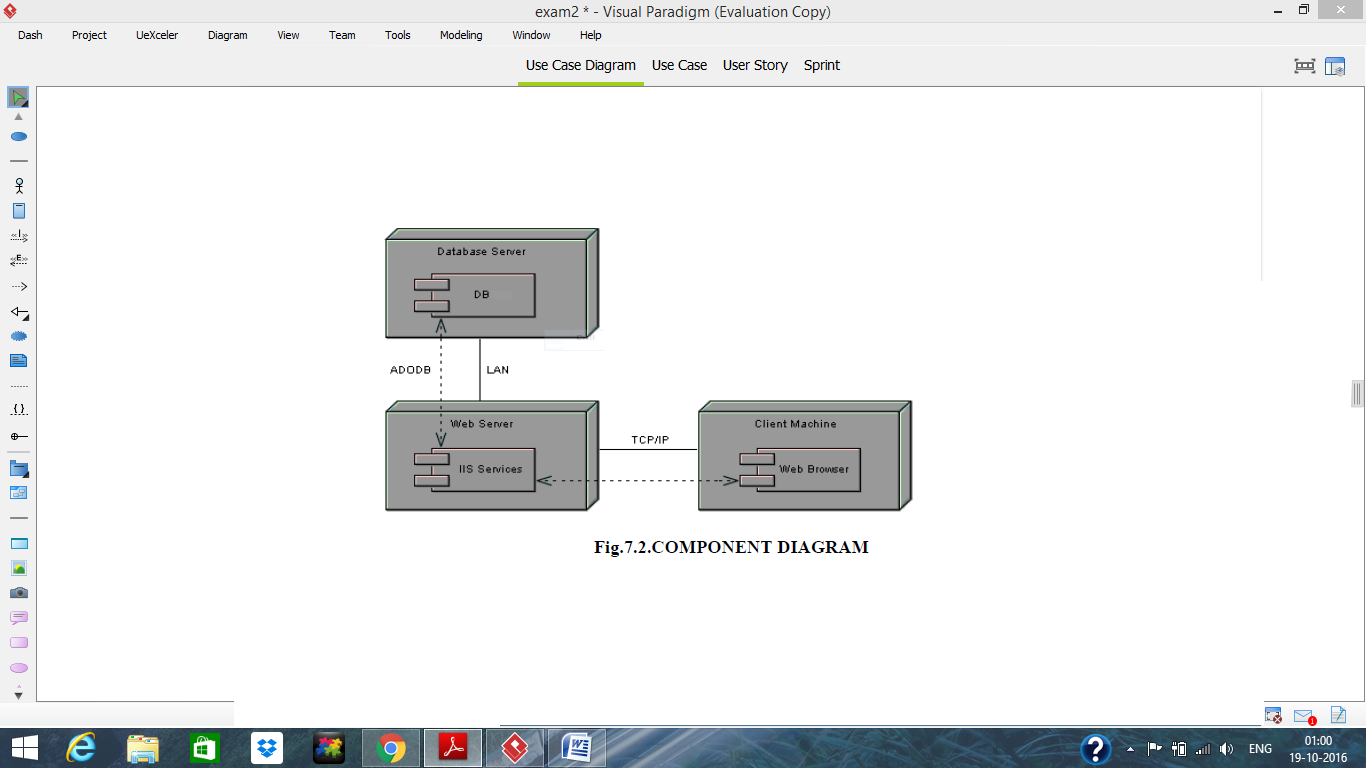 exam2 * - Visual Paradigm (Evaluation Copy)
Dash Project UeXceler Diagram View Team Tools Modeling Window Help
Use Case Diagram Use Case User Story Sprint
Database Server
DB
ADODB LAN
Web Server
IIS Services
TCP/IP
Client Machine
Web Browser
Fig.7.2.COMPONENT DIAGRAM
ENG
01:00
19-10-2016